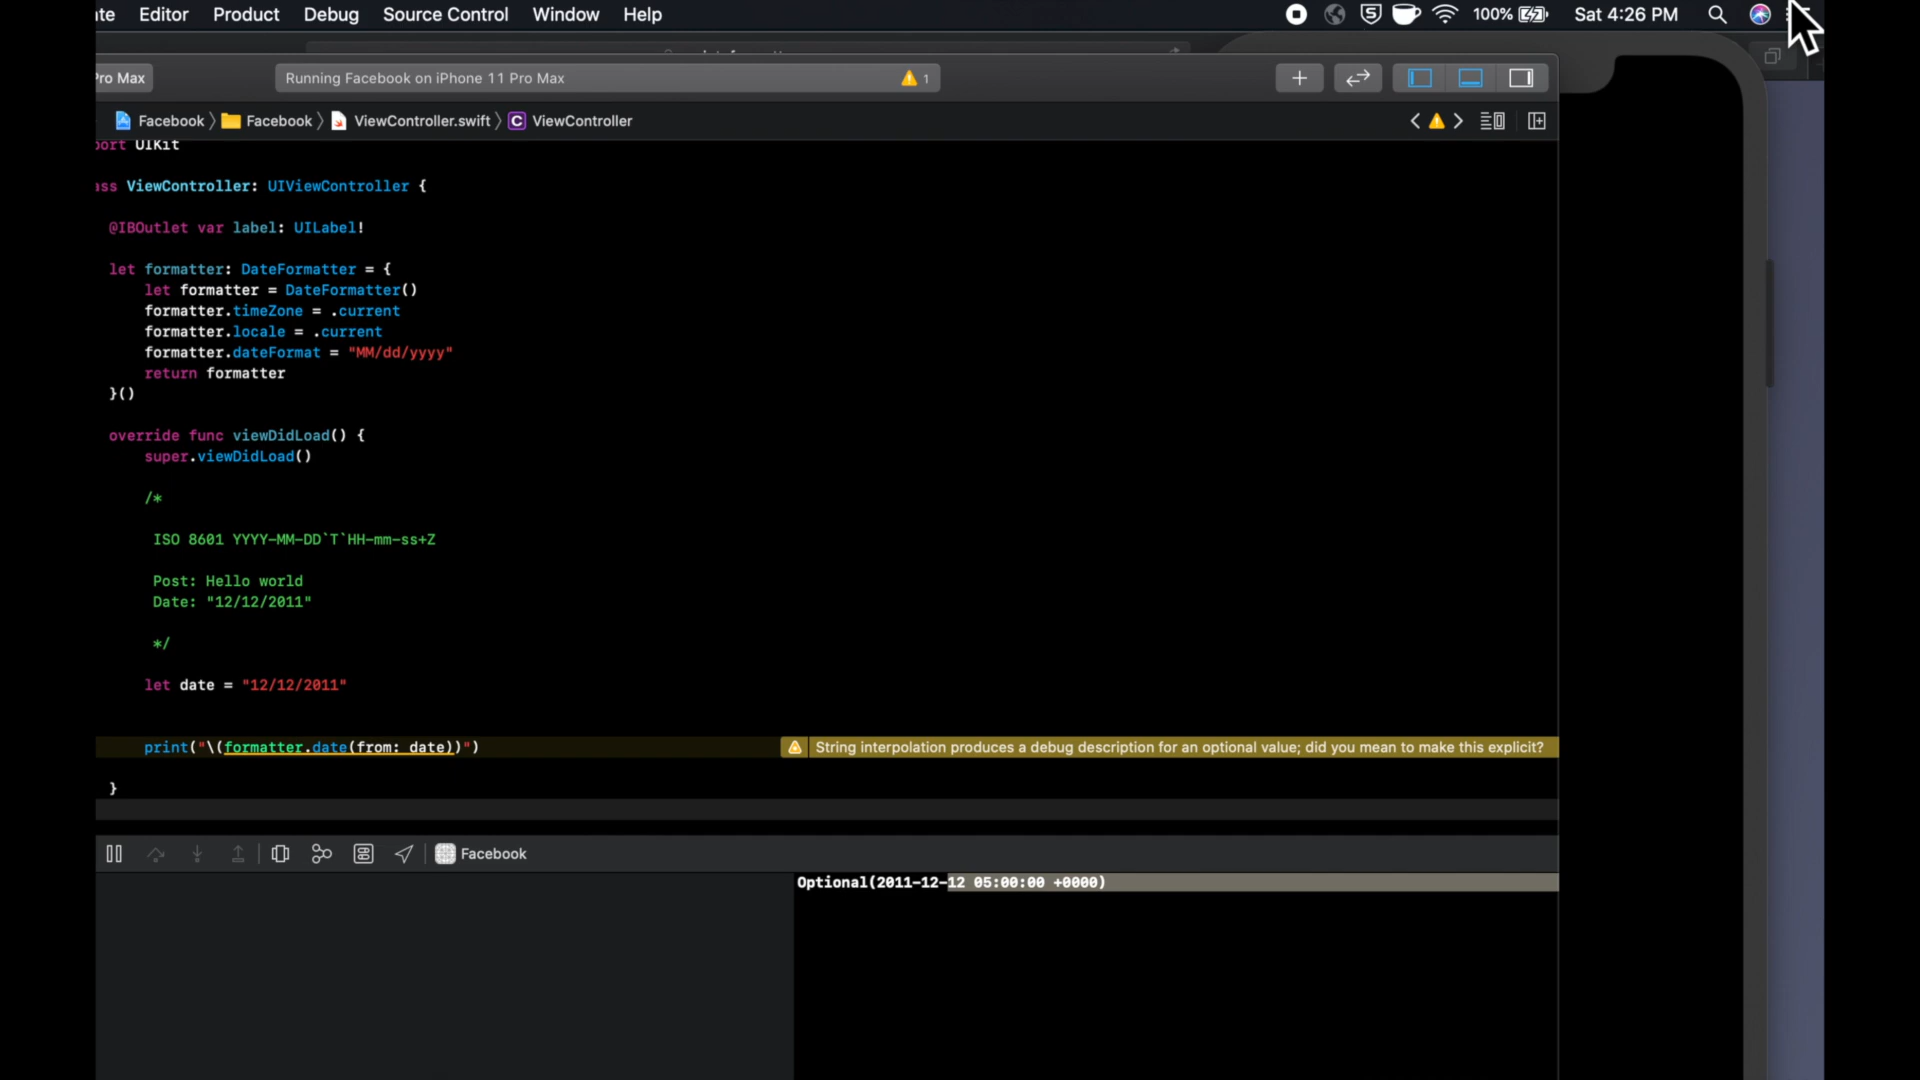 te Editor Product Debug Source Control Window Help 100% Sat 4:26 PM
Pro Max Running Facebook on iPhone 11 Pro Max 1
Facebook Facebook ViewController.swift C ViewController
port UIKit
ass ViewController: UIViewController {
@IBOutlet var label: UILabel!
let formatter: DateFormatter = {
let formatter = DateFormatter()
formatter.timeZone = .current
formatter.locale = .current
formatter.dateFormat = "MM/dd/yyyy"
return formatter
}()
override func viewDidLoad() {
super.viewDidLoad()
/*
ISO 8601 YYYY-MM-DD`T`HH-mm-ss+Z
Post: Hello world
Date: "12/12/2011"
*/
let date = "12/12/2011"
print("\(formatter.date(from: date))") String interpolation produces a debug description for an optional value; did you mean to make this explicit?
}
Facebook
Optional(2011-12-12 05:00:00 +0000)